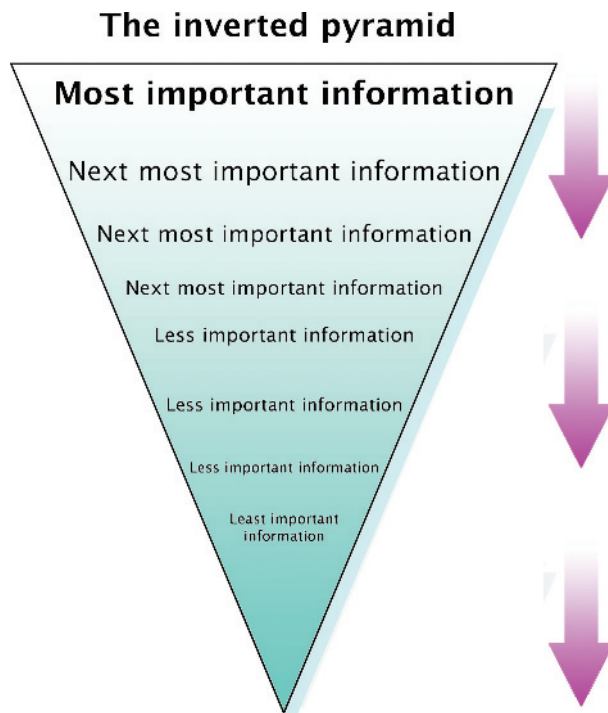 The inverted pyramid
Most important information
Next most important information
Next most important information
Next most important information
Less important information
Less important information
Less important information
Least important
information